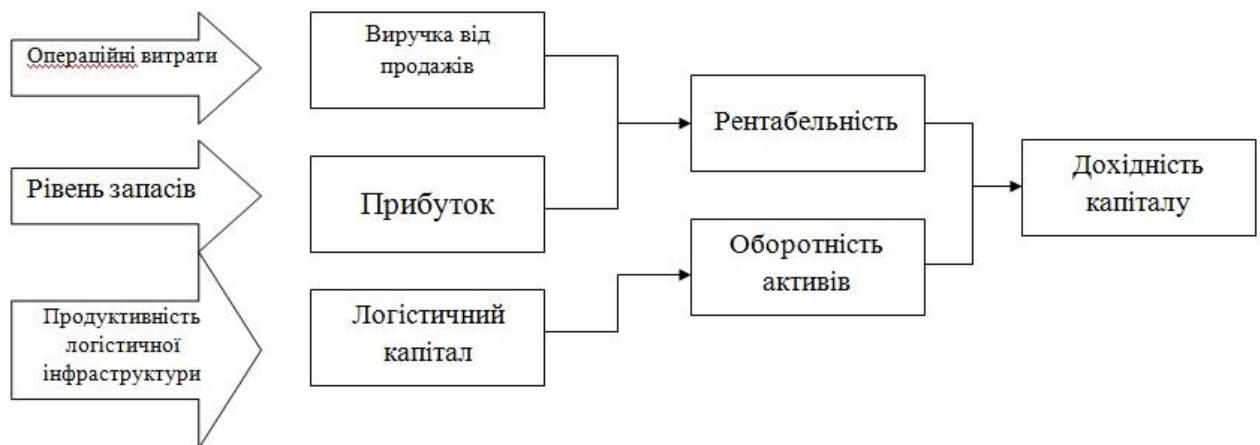 Операційні витрати
Виручка від
продажів
Рентабельність
Дохідність
капіталу
Рівень запасів
Прибуток
Оборотність
активів
Продуктивність
логістичної
інфраструктури
Логістичний
капітал